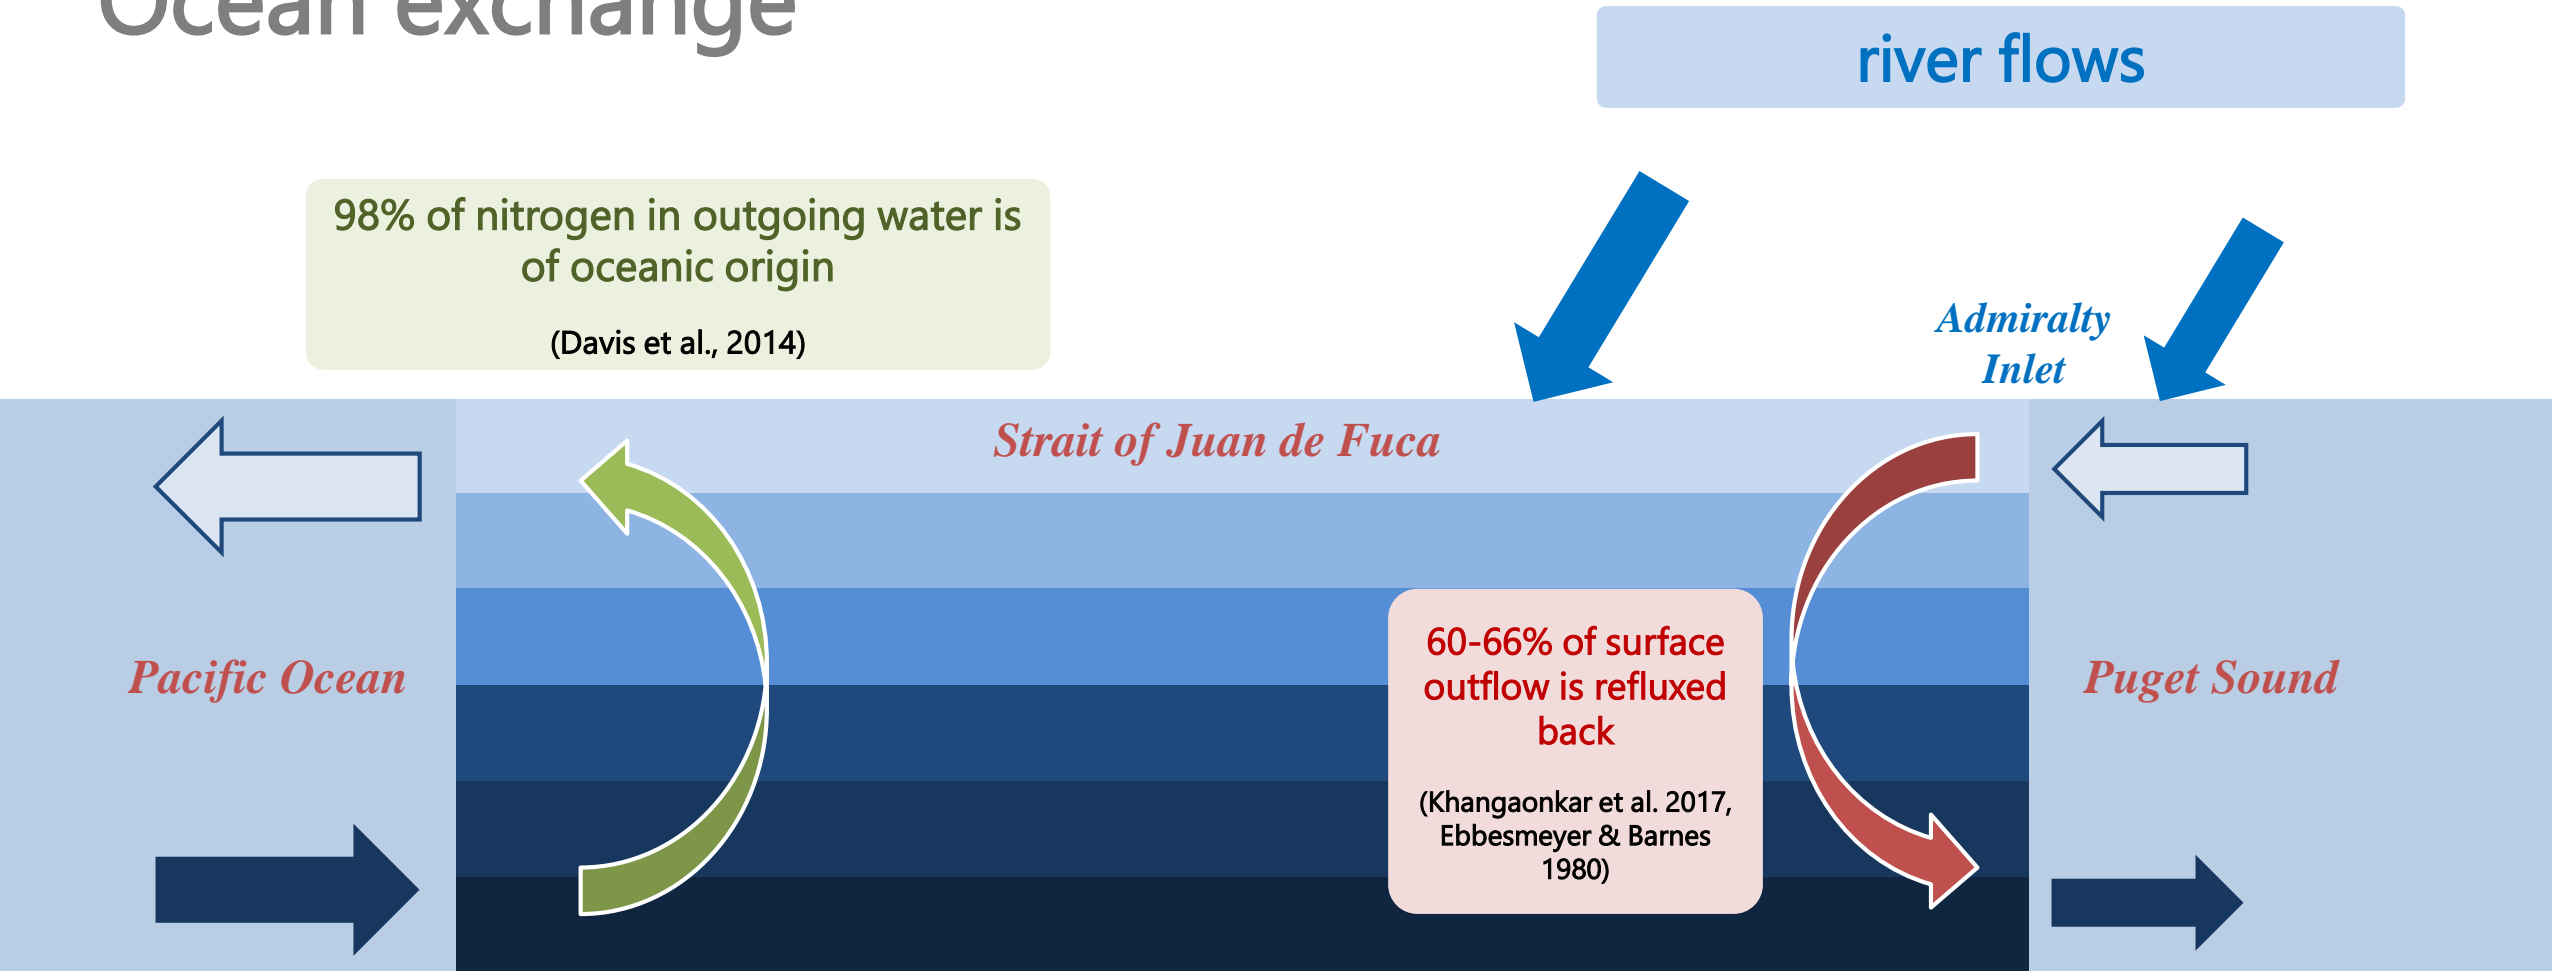 Ocean exchange
river flows
98% of nitrogen in outgoing water is
of oceanic origin
(Davis et al., 2014)
Admiralty
Inlet
Strait of Juan de Fuca
Pacific Ocean
60-66% of surface
outflow is refluxed
back
(Khangaonkar et al. 2017,
Ebbesmeyer & Barnes
1980)
Puget Sound